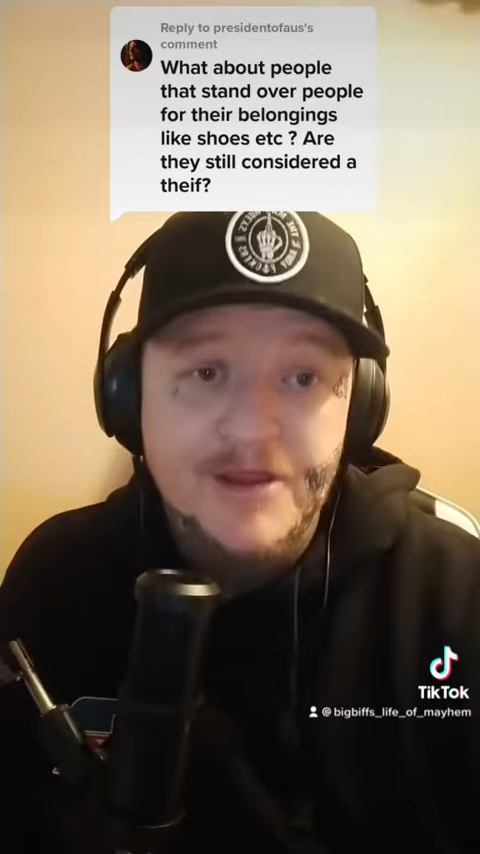 Reply to presidentofaus's
comment
What about people
that stand over people
for their belongings
like shoes etc ? Are
they still considered a
theif?
TikTok
@bigbiffs_life_of_mayhem